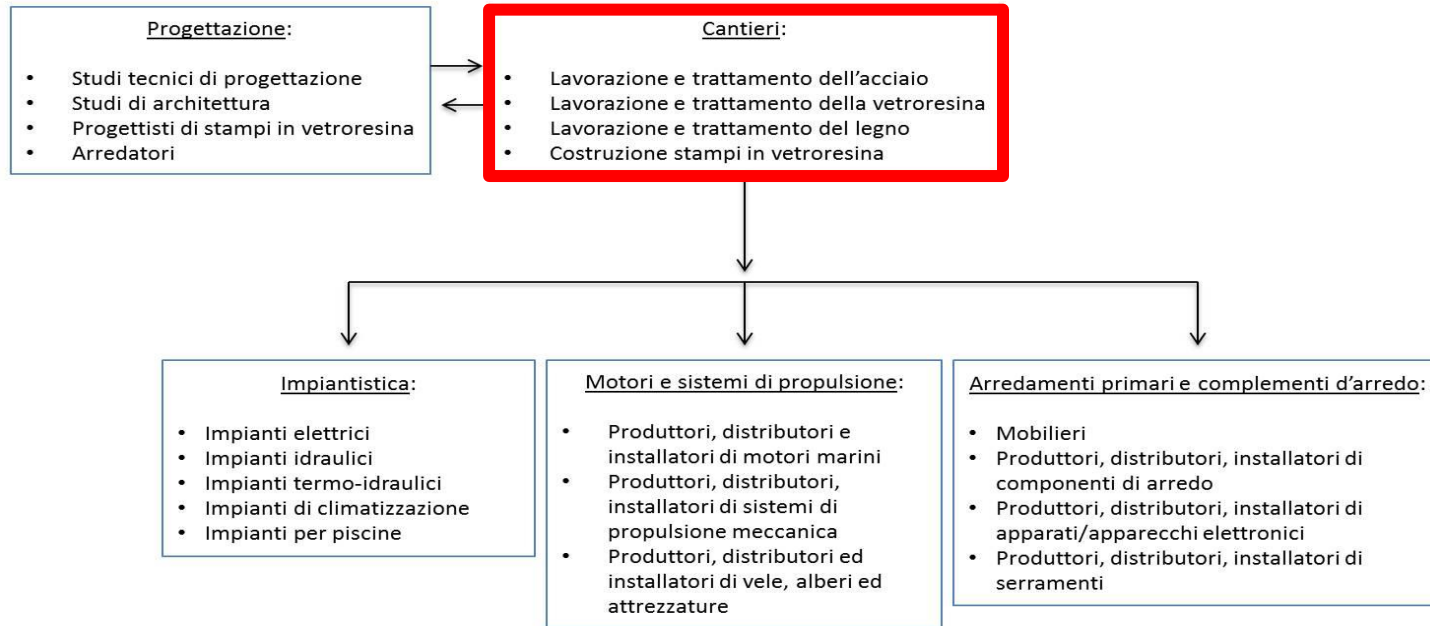 Progettazione:
• Studi tecnici di progettazione
• Studi di architettura
• Progettisti di stampi in vetroresina
• Arredatori
Cantieri:
• Lavorazione e trattamento dell’acciaio
• Lavorazione e trattamento della vetroresina
• Lavorazione e trattamento del legno
• Costruzione stampi in vetroresina
Impiantistica:
• Impianti elettrici
• Impianti idraulici
• Impianti termo-idraulici
• Impianti di climatizzazione
• Impianti per piscine
Motori e sistemi di propulsione:
• Produttori, distributori e
installatori di motori marini
• Produttori, distributori,
installatori di sistemi di
propulsione meccanica
• Produttori, distributori ed
installatori di vele, alberi ed
attrezzature
Arredamenti primari e complementi d’arredo:
• Mobilieri
• Produttori, distributori, installatori di
componenti di arredo
• Produttori, distributori, installatori di
apparati/apparecchi elettronici
• Produttori, distributori, installatori di
serramenti